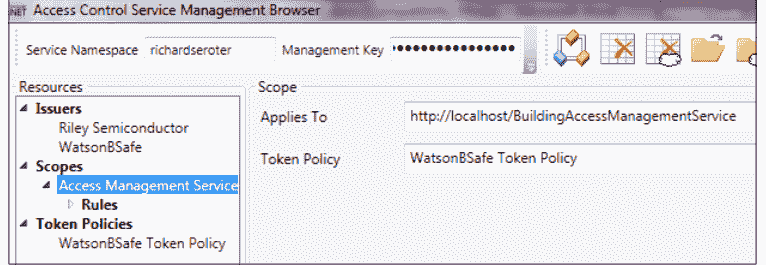 .NET Access Control Service Management Browser
Service Namespace richardseroter Management Key ••••••••••••••••
Resources
Issuers
Riley Semiconductor
WatsonBSafe
Scopes
Access Management Service
Rules
Token Policies
WatsonBSafe Token Policy
Scope
Applies To http://localhost/BuildingAccessManagementService
Token Policy WatsonBSafe Token Policy